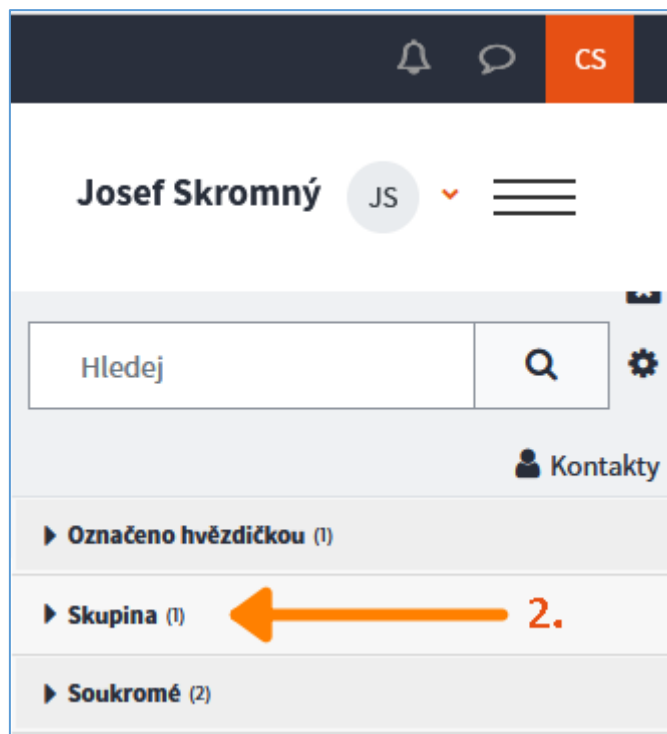 CS
Josef Skromný JS
Hledej
Kontakty
Označeno hvězdičkou (1)
Skupina (1) 2.
Soukromé (2)